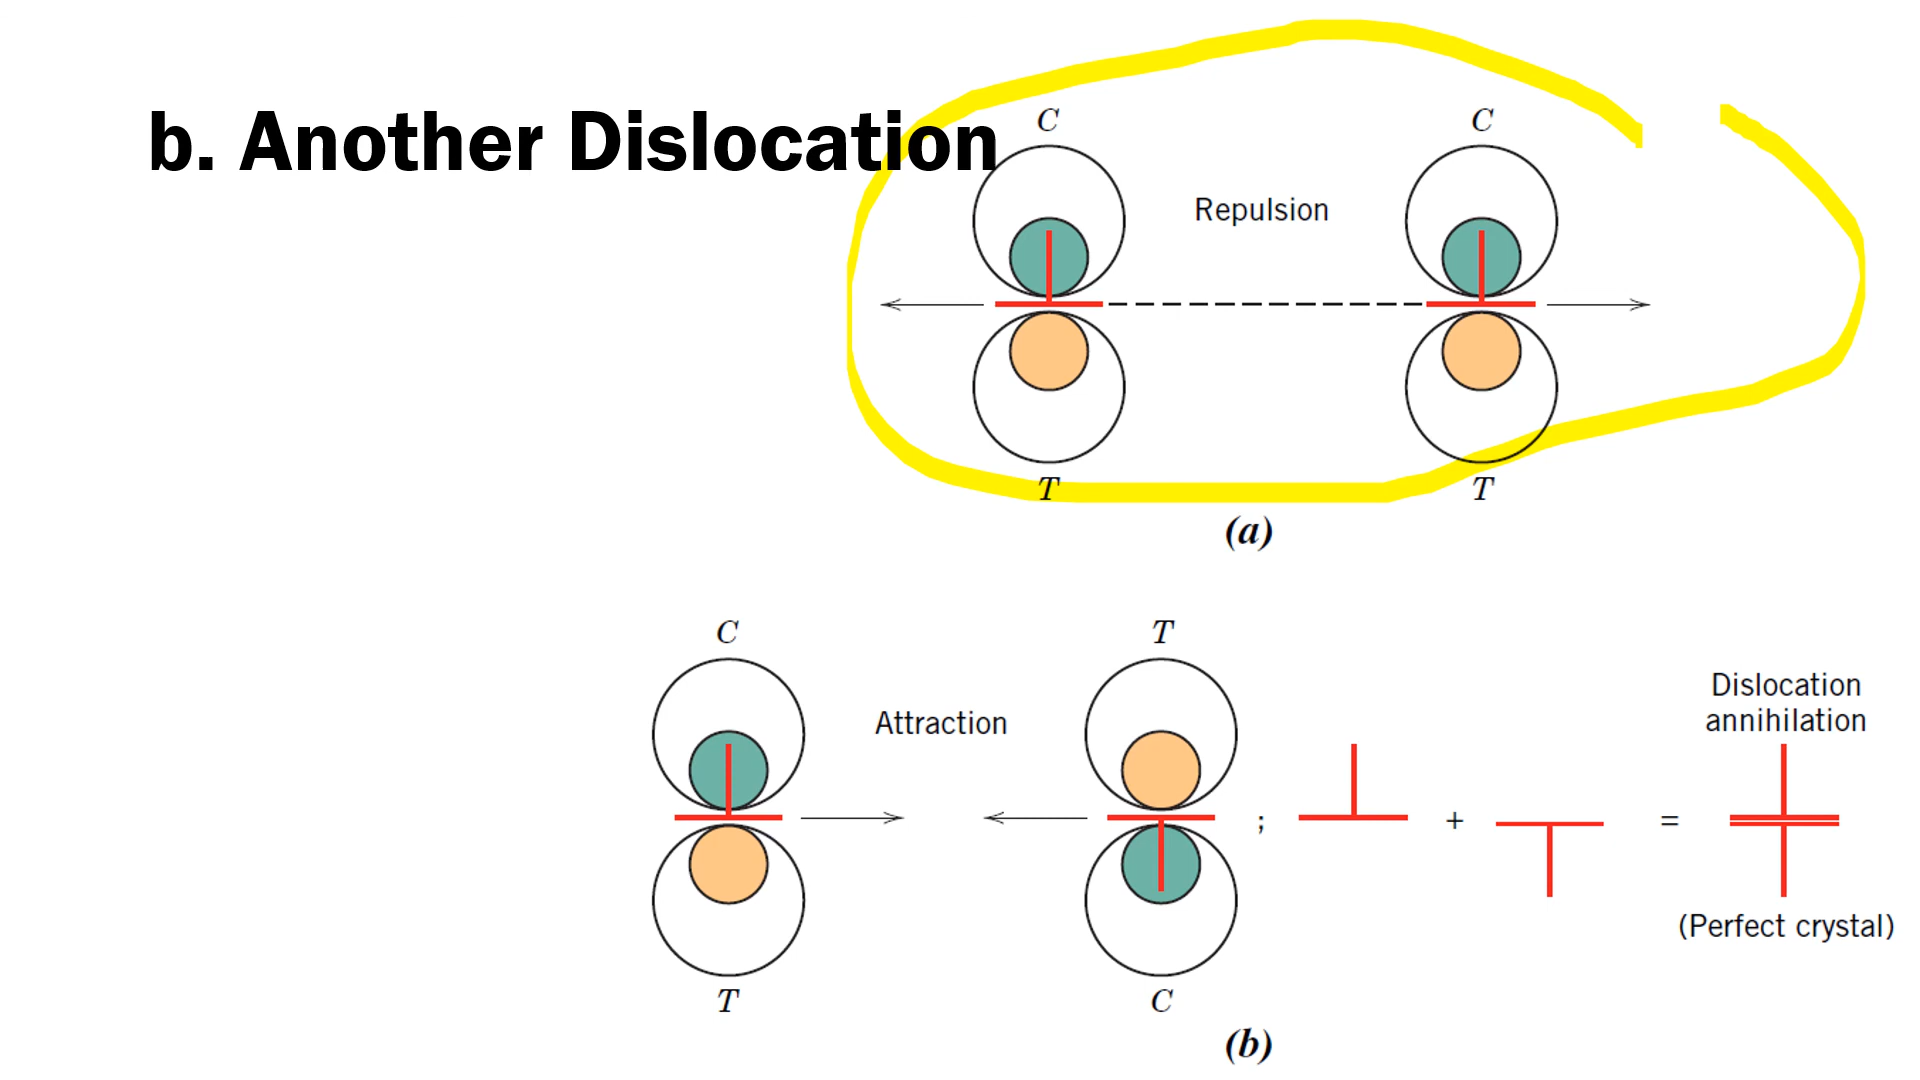 b. Another Dislocation
C C
Repulsion
T T
(a)
C T
Attraction
; + =
Dislocation
annihilation
(Perfect crystal)
T C
(b)